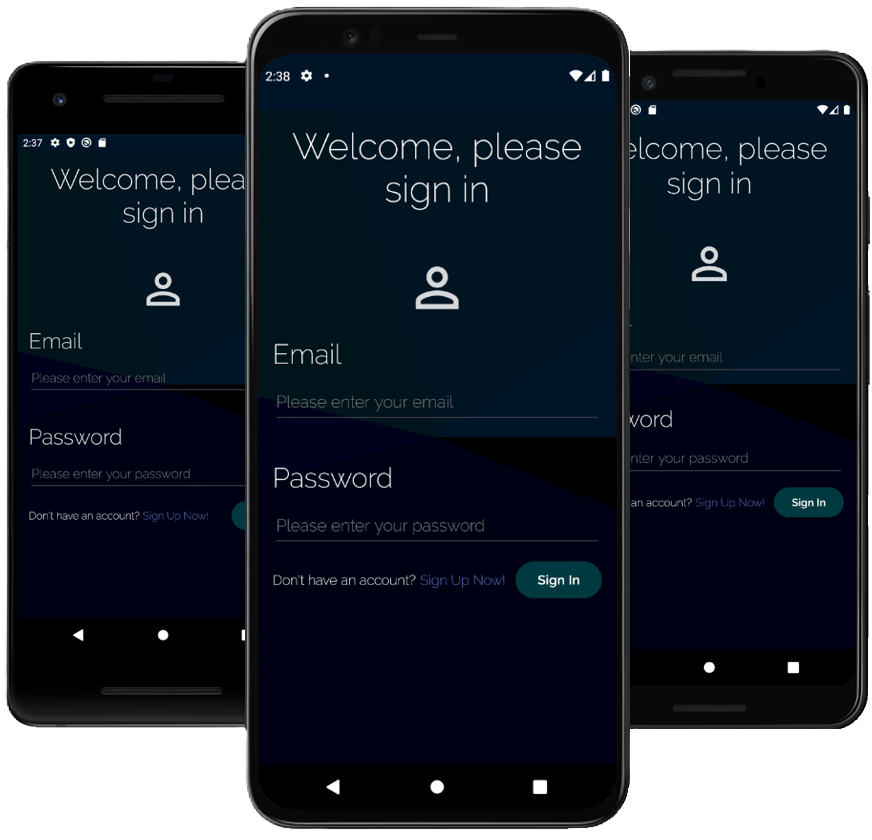 2:37
Welcome, plea
sign in
Email
Please enter your email
Password
Please enter your password
Don't have an account? Sign Up Now!
2:38
Welcome, please
sign in
Email
Please enter your email
Password
Please enter your password
Don't have an account? Sign Up Now!
Sign In
elcome, please
sign in
nter your email
word
nter your password
an account? Sign Up Now!
Sign In